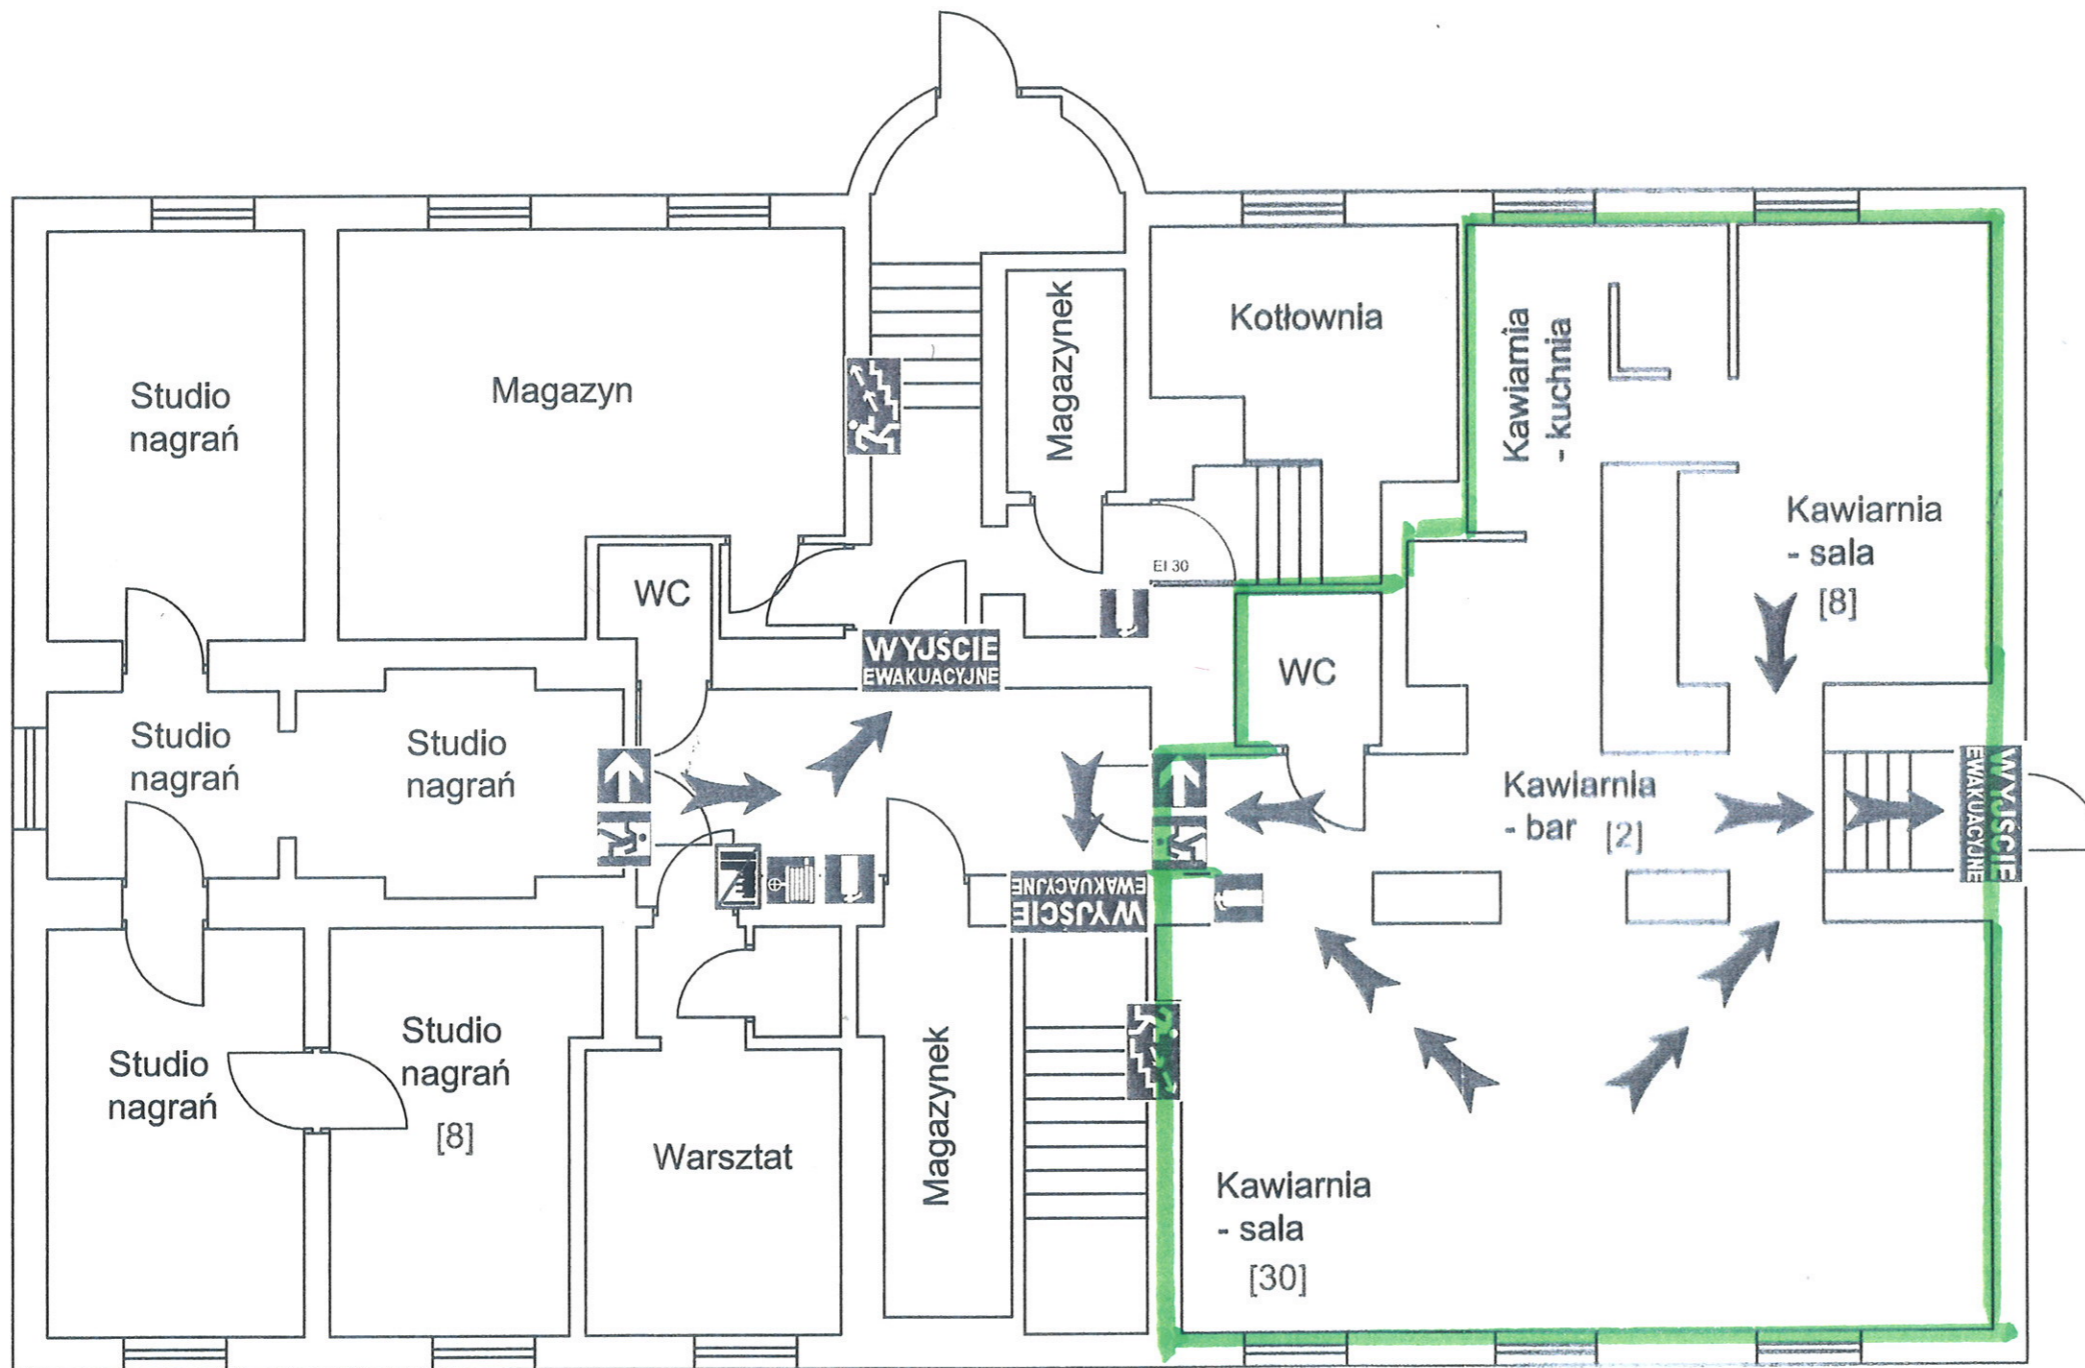 Studio
nagrań
Magazyn
Magazynek
Kotłownia
Kawiarnia
- kuchnia
Kawiarnia
- sala
[8]
EI 30
WC
WYJŚCIE
EWAKUACYJNE
WC
Studio
nagrań
Studio
nagrań
Kawiarnia
- bar [2]
WYJŚCIE
EWAKUACYJNE
WYJŚCIE
EWAKUACYJNE
Studio
nagrań
Studio
nagrań
[8]
Warsztat
Magazynek
Kawiarnia
- sala
[30]